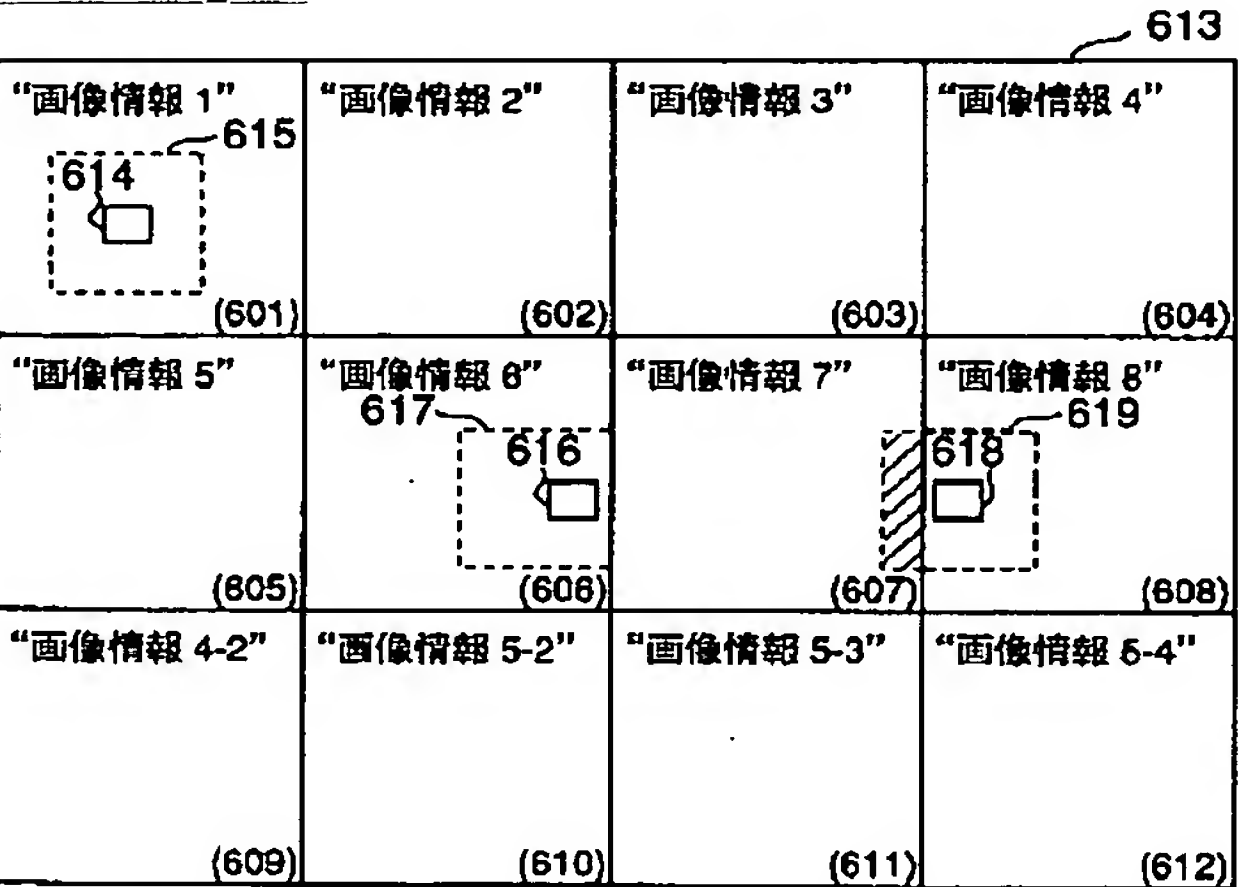 613
“画像情報 1” “画像情報 2” “画像情報 3” “画像情報 4”
615
614
(601) (602) (603) (604)
“画像情報 5” “画像情報 6” “画像情報 7” “画像情報 8”
617 619
616 618
(605) (606) (607) (608)
“画像情報 4-2” “画像情報 5-2” “画像情報 5-3” “画像情報 5-4”
(609) (610) (611) (612)